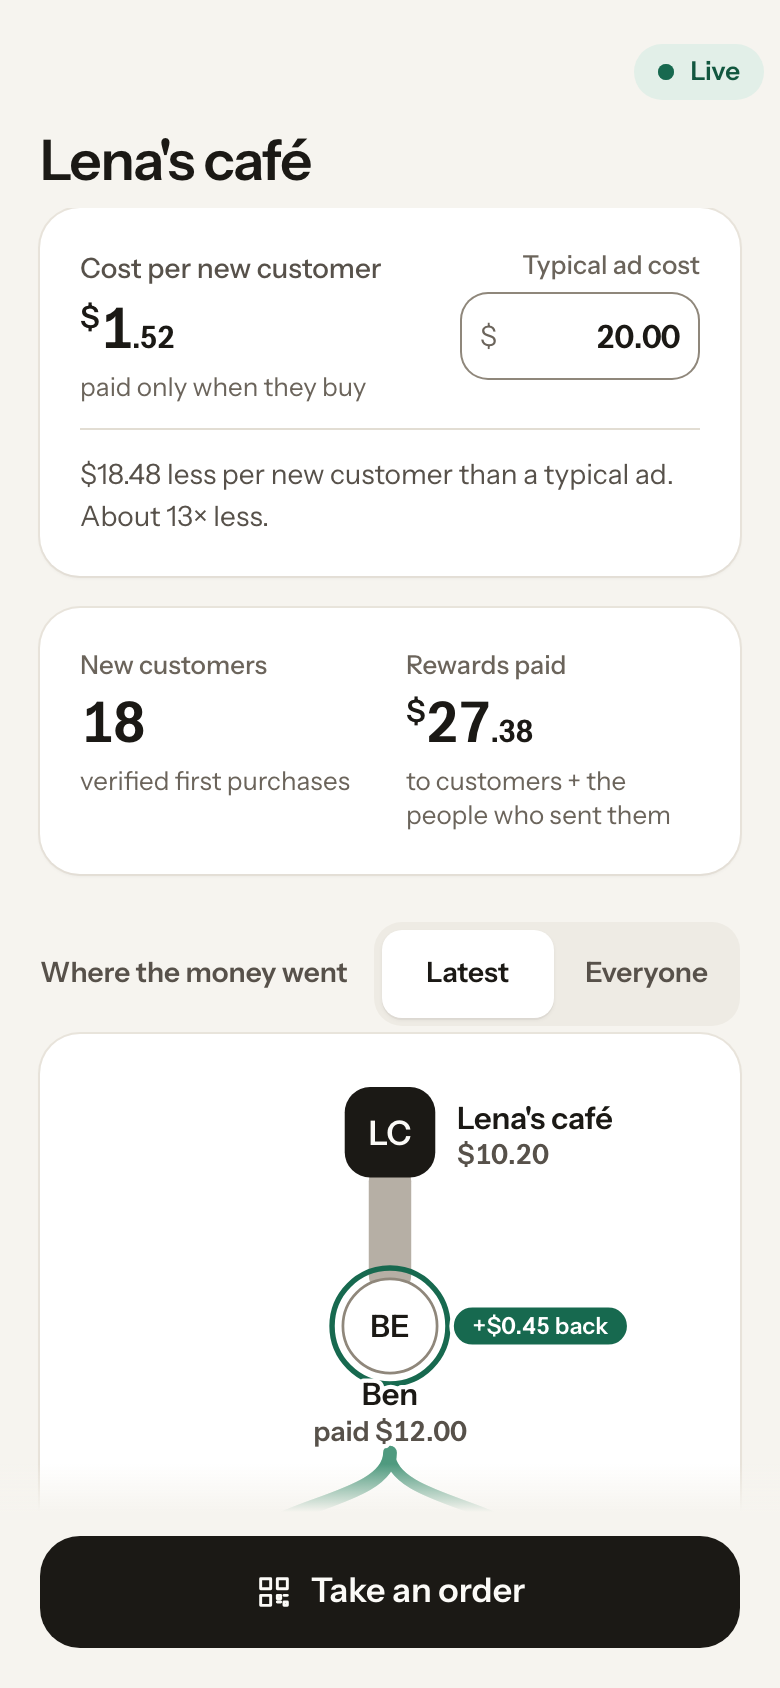 Live
Lena's café
Cost per new customer
$1.52
paid only when they buy
Typical ad cost
$ 20.00
$18.48 less per new customer than a typical ad.
About 13× less.
New customers
18
verified first purchases
Rewards paid
$27.38
to customers + the
people who sent them
Where the money went
Latest
Everyone
LC
Lena's café
$10.20
BE
+$0.45 back
Ben
paid $12.00
Take an order